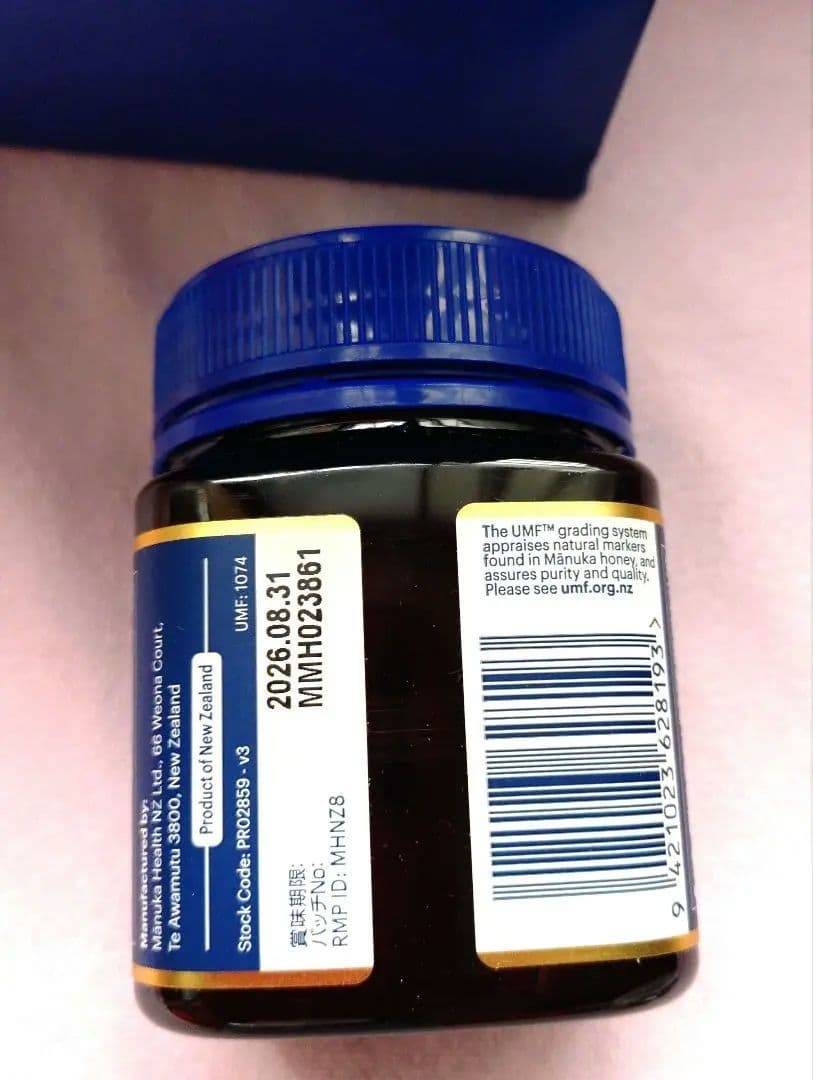 Manufactured by:
Mānuka Health NZ Ltd., 66 Weona Court,
Te Awamutu 3800, New Zealand
Product of New Zealand
Stock Code: PRO2859 - v3
UMF: 1074
賞味期限:
2026.08.31
バッチNo:
MMH023861
RMP ID: MHNZ8
The UMF™ grading system
appraises natural markers
found in Mānuka honey, and
assures purity and quality.
Please see umf.org.nz
9 421023 628193 >